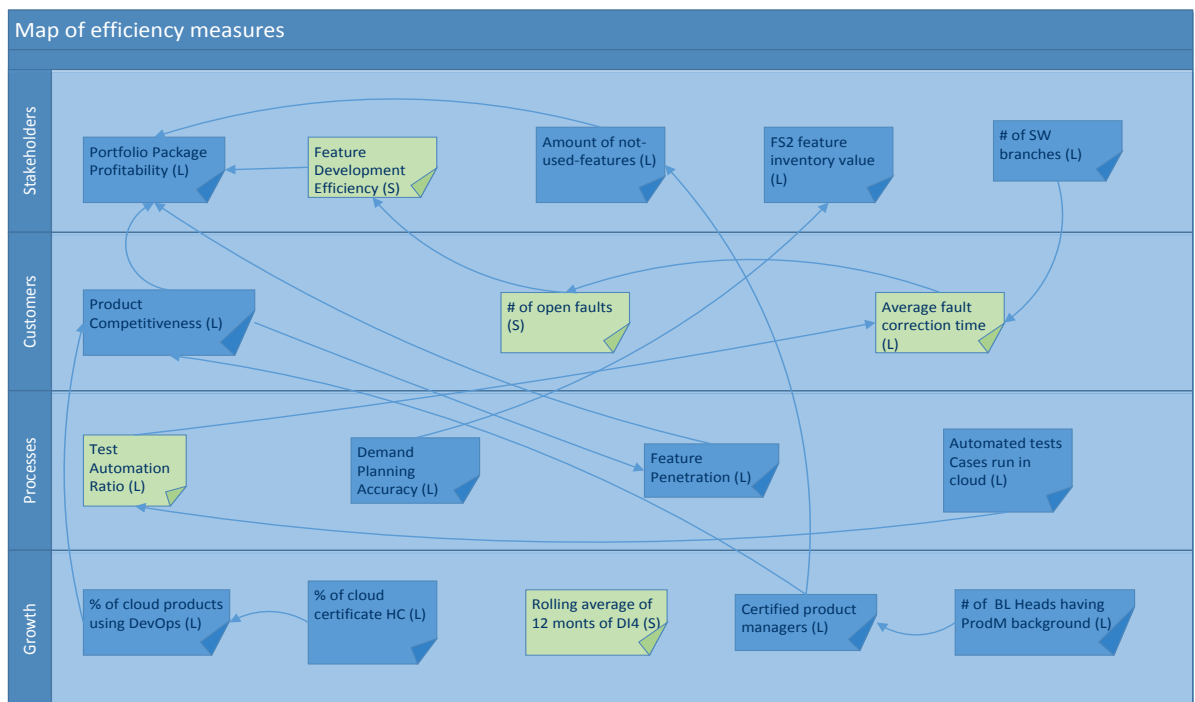 Map of efficiency measures
Stakeholders
Portfolio Package
Profitability (L)
Feature
Development
Efficiency (S)
Amount of not-
used-features (L)
FS2 feature
inventory value
(L)
# of SW
branches (L)
Customers
Product
Competitiveness (L)
# of open faults
(S)
Average fault
correction time
(L)
Processes
Test
Automation
Ratio (L)
Demand
Planning
Accuracy (L)
Feature
Penetration (L)
Automated tests
Cases run in
cloud (L)
Growth
% of cloud products
using DevOps (L)
% of cloud
certificate HC (L)
Rolling average of
12 monts of DI4 (S)
Certified product
managers (L)
# of BL Heads having
ProdM background (L)